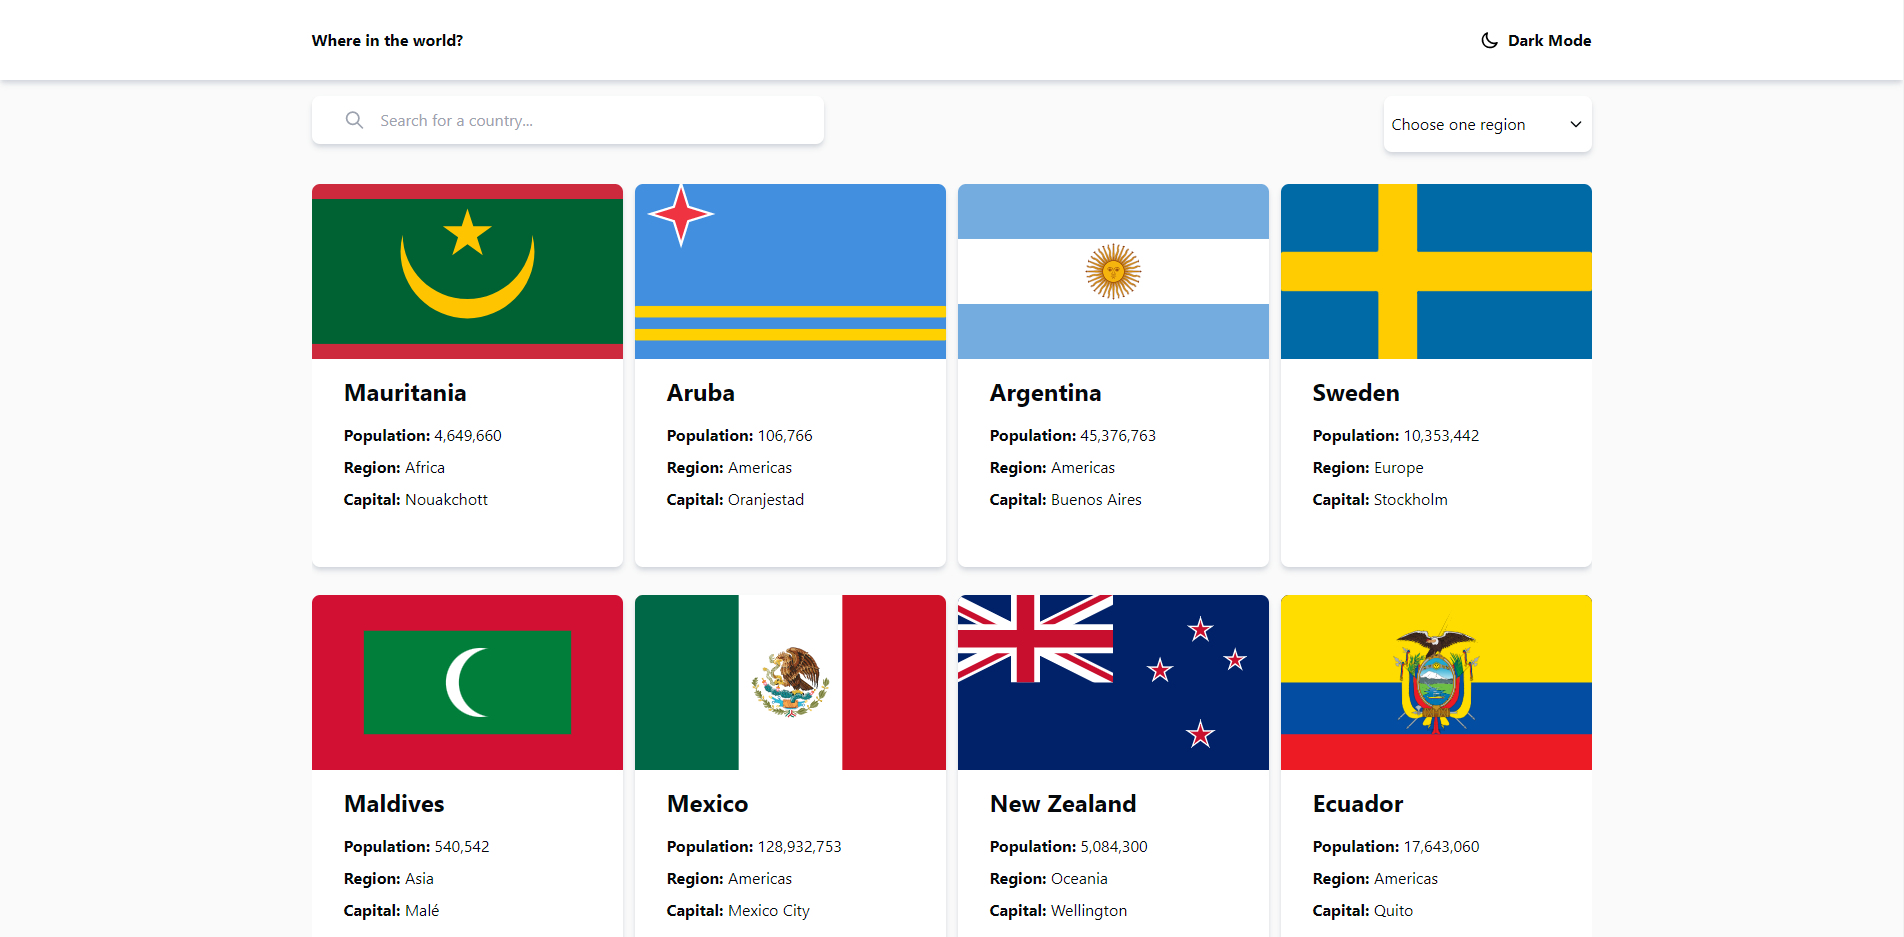 Where in the world?
Dark Mode
Search for a country...
Choose one region
Mauritania
Population: 4,649,660
Region: Africa
Capital: Nouakchott
Aruba
Population: 106,766
Region: Americas
Capital: Oranjestad
Argentina
Population: 45,376,763
Region: Americas
Capital: Buenos Aires
Sweden
Population: 10,353,442
Region: Europe
Capital: Stockholm
Maldives
Population: 540,542
Region: Asia
Capital: Malé
Mexico
Population: 128,932,753
Region: Americas
Capital: Mexico City
New Zealand
Population: 5,084,300
Region: Oceania
Capital: Wellington
Ecuador
Population: 17,643,060
Region: Americas
Capital: Quito